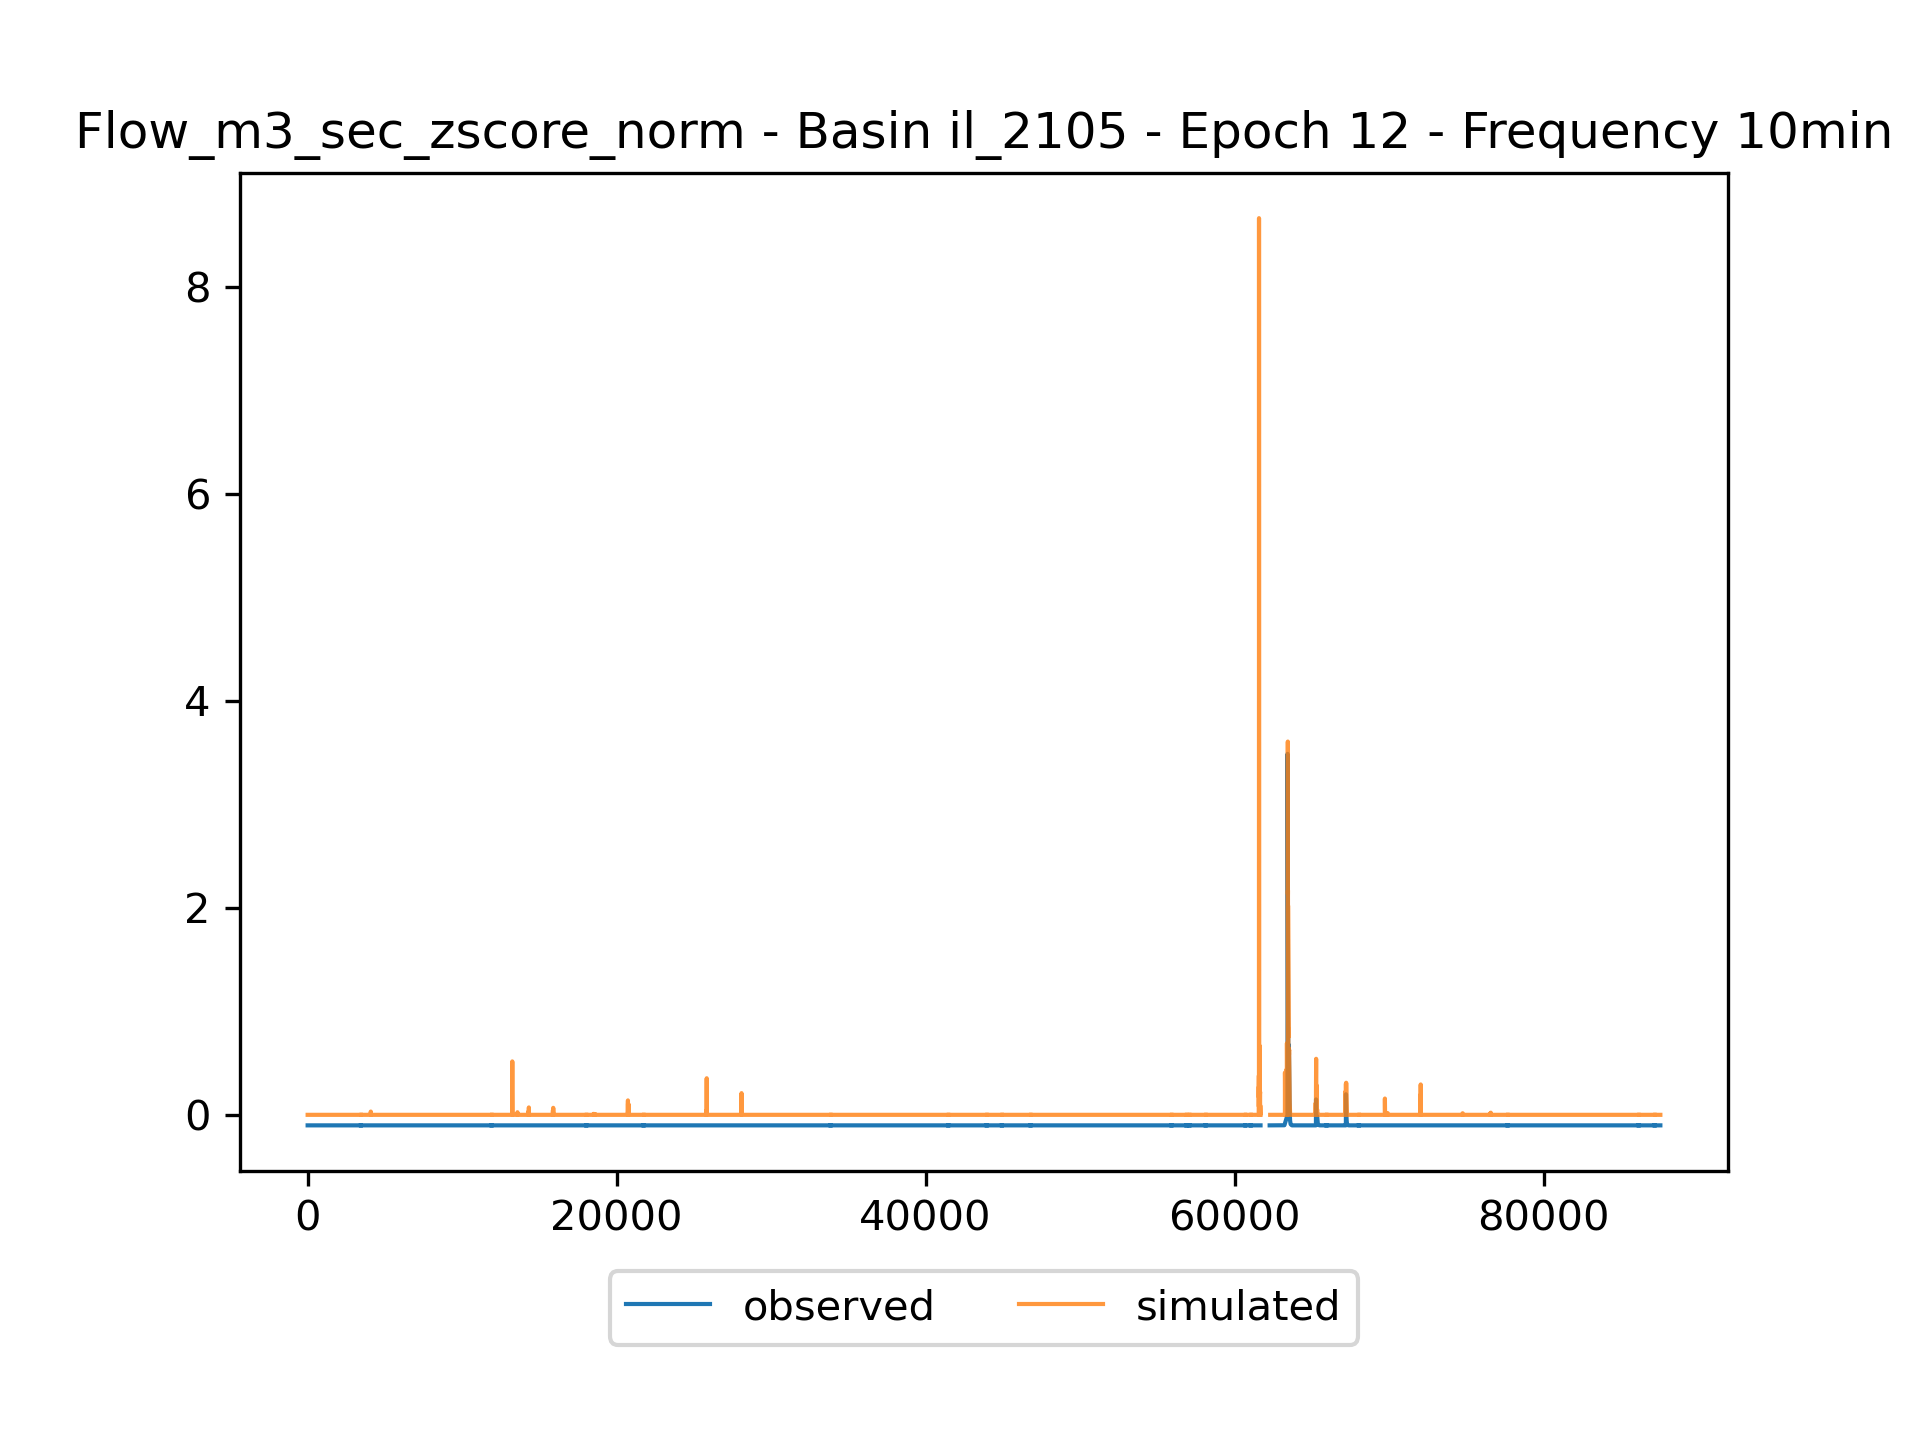 Flow_m3_sec_zscore_norm - Basin il_2105 - Epoch 12 - Frequency 10min
8
6
4
2
0
0 20000 40000 60000 80000
observed simulated